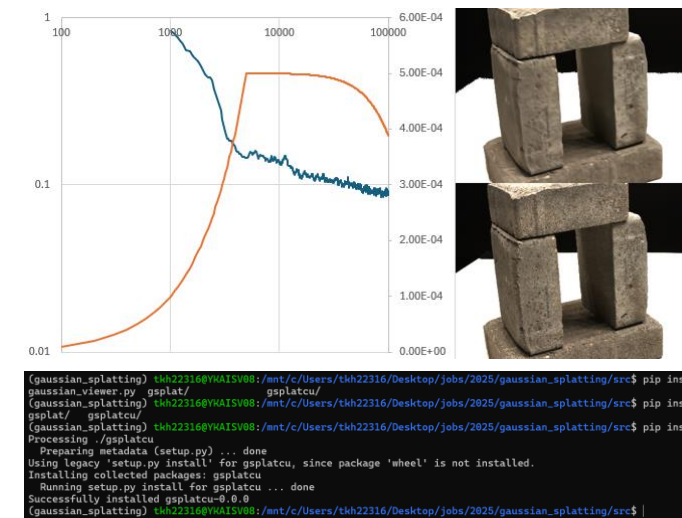 1
100
1000
10000
100000
0.1
0.01
6.00E-04
5.00E-04
4.00E-04
3.00E-04
2.00E-04
1.00E-04
0.00E+00
(gaussian_splatting) tkh22316@YKAISV08:/mnt/c/Users/tkh22316/Desktop/jobs/2025/gaussian_splatting/src$ pip ins
gaussian_viewer.py gsplat/ gsplatcu/
(gaussian_splatting) tkh22316@YKAISV08:/mnt/c/Users/tkh22316/Desktop/jobs/2025/gaussian_splatting/src$ pip ins
gsplat/ gsplatcu/
(gaussian_splatting) tkh22316@YKAISV08:/mnt/c/Users/tkh22316/Desktop/jobs/2025/gaussian_splatting/src$ pip ins
Processing ./gsplatcu
Preparing metadata (setup.py) ... done
Using legacy 'setup.py install' for gsplatcu, since package 'wheel' is not installed.
Installing collected packages: gsplatcu
Running setup.py install for gsplatcu ... done
Successfully installed gsplatcu-0.0.0
(gaussian_splatting) tkh22316@YKAISV08:/mnt/c/Users/tkh22316/Desktop/jobs/2025/gaussian_splatting/src$